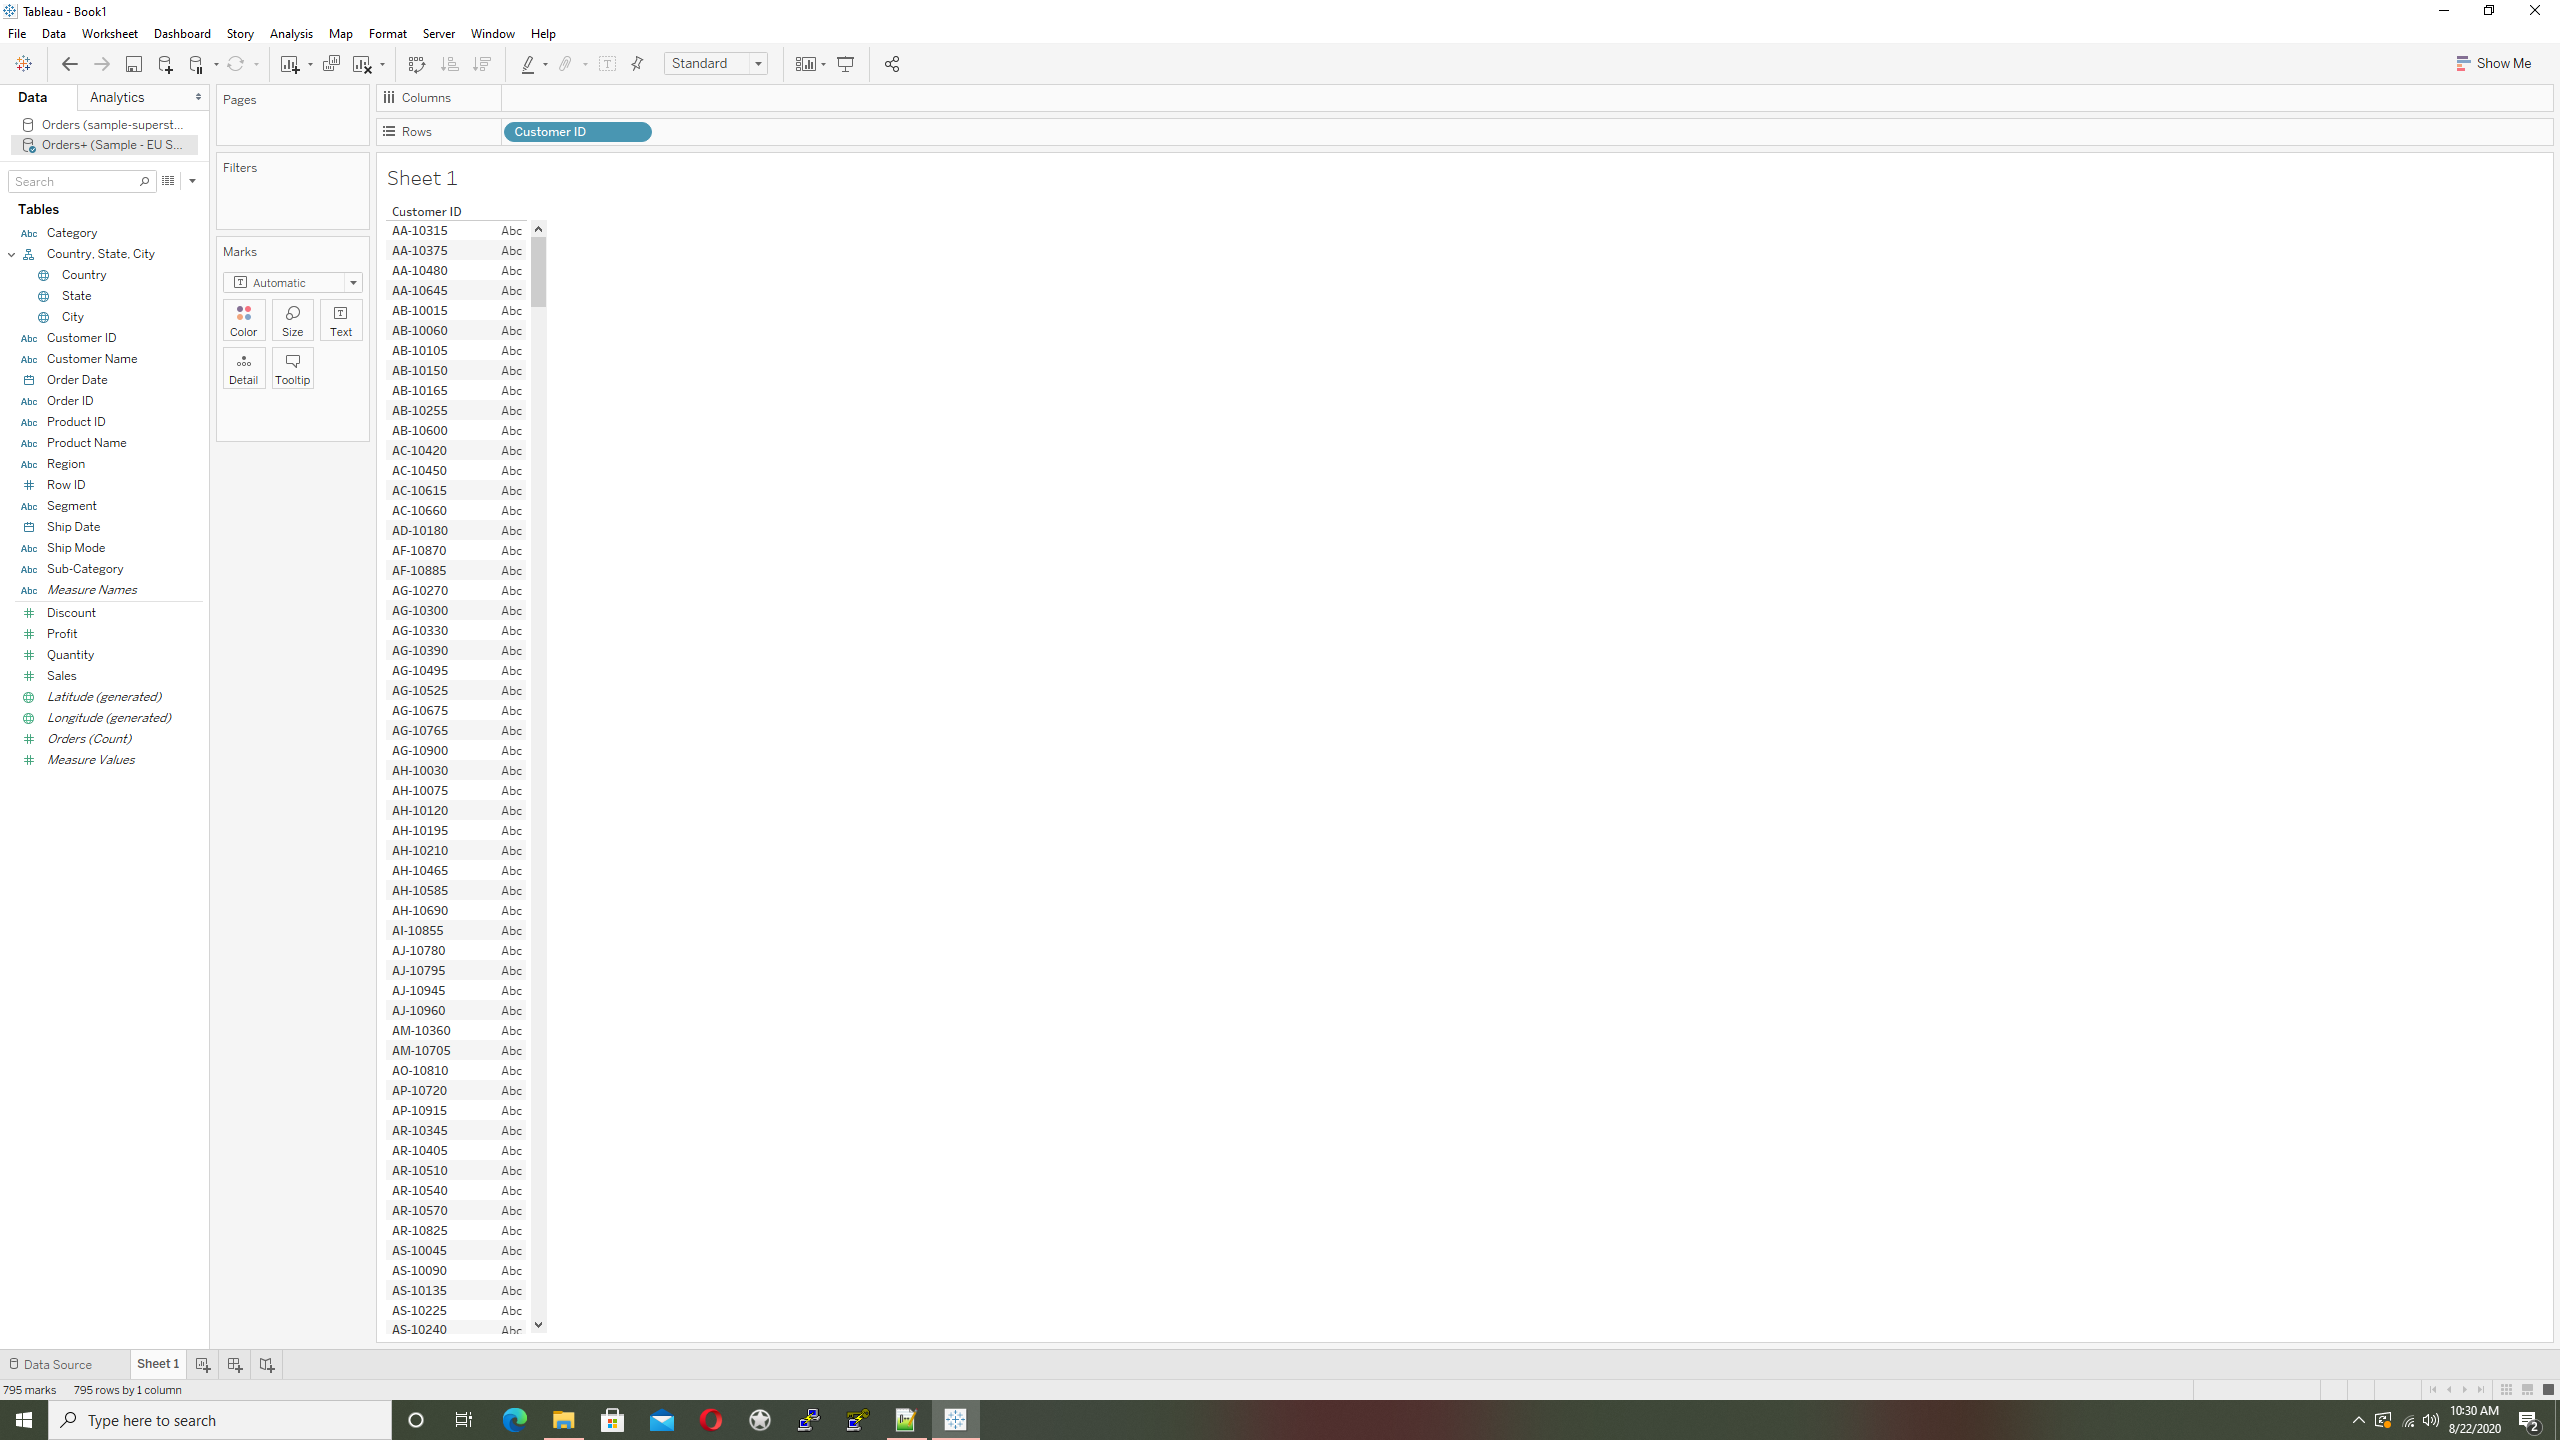 Tableau - Book1
File Data Worksheet Dashboard Story Analysis Map Format Server Window Help
Standard
Show Me
Data Analytics
Orders (sample-superst...
Orders+ (Sample - EU S...
Search
Tables
Abc Category
Country, State, City
Country
State
City
Abc Customer ID
Abc Customer Name
Order Date
Abc Order ID
Abc Product ID
Abc Product Name
Abc Region
# Row ID
Abc Segment
Ship Date
Abc Ship Mode
Abc Sub-Category
Abc Measure Names
# Discount
# Profit
# Quantity
# Sales
Latitude (generated)
Longitude (generated)
# Orders (Count)
# Measure Values
Pages
Filters
Marks
T Automatic
Color Size Text
Detail Tooltip
Columns
Rows Customer ID
Sheet 1
Customer ID
AA-10315 Abc
AA-10375 Abc
AA-10480 Abc
AA-10645 Abc
AB-10015 Abc
AB-10060 Abc
AB-10105 Abc
AB-10150 Abc
AB-10165 Abc
AB-10255 Abc
AB-10600 Abc
AC-10420 Abc
AC-10450 Abc
AC-10615 Abc
AC-10660 Abc
AD-10180 Abc
AF-10870 Abc
AF-10885 Abc
AG-10270 Abc
AG-10300 Abc
AG-10330 Abc
AG-10390 Abc
AG-10495 Abc
AG-10525 Abc
AG-10675 Abc
AG-10765 Abc
AG-10900 Abc
AH-10030 Abc
AH-10075 Abc
AH-10120 Abc
AH-10195 Abc
AH-10210 Abc
AH-10465 Abc
AH-10585 Abc
AH-10690 Abc
AI-10855 Abc
AJ-10780 Abc
AJ-10795 Abc
AJ-10945 Abc
AJ-10960 Abc
AM-10360 Abc
AM-10705 Abc
AO-10810 Abc
AP-10720 Abc
AP-10915 Abc
AR-10345 Abc
AR-10405 Abc
AR-10510 Abc
AR-10540 Abc
AR-10570 Abc
AR-10825 Abc
AS-10045 Abc
AS-10090 Abc
AS-10135 Abc
AS-10225 Abc
AS-10240 Abc
Data Source Sheet 1
795 marks 795 rows by 1 column
Type here to search
10:30 AM
8/22/2020
2